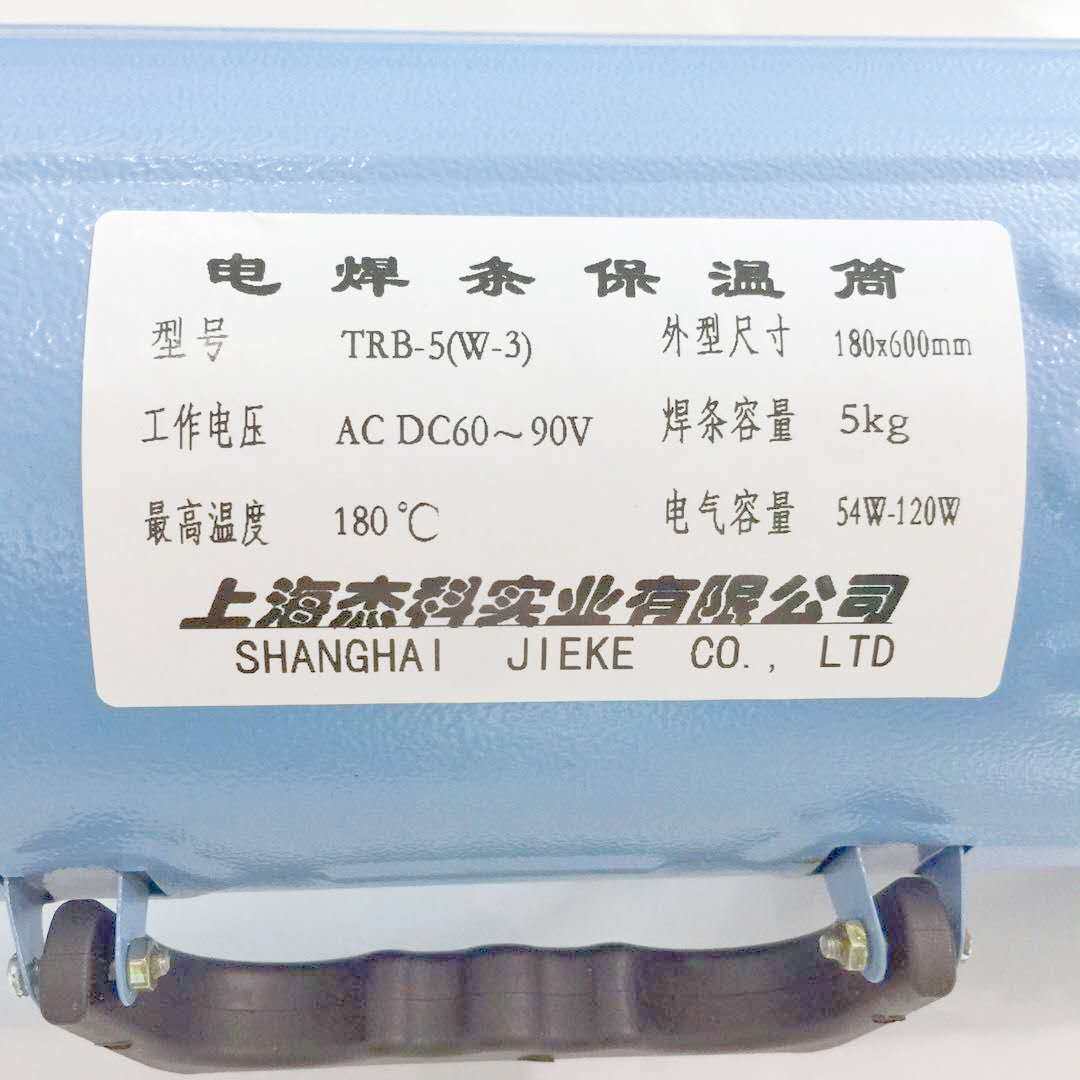 电焊条保温筒
型号 TRB-5(W-3) 外型尺寸 180x600mm
工作电压 AC DC60～90V 焊条容量 5kg
最高温度 180℃ 电气容量 54W-120W
上海杰科实业有限公司
SHANGHAI JIEKE CO., LTD